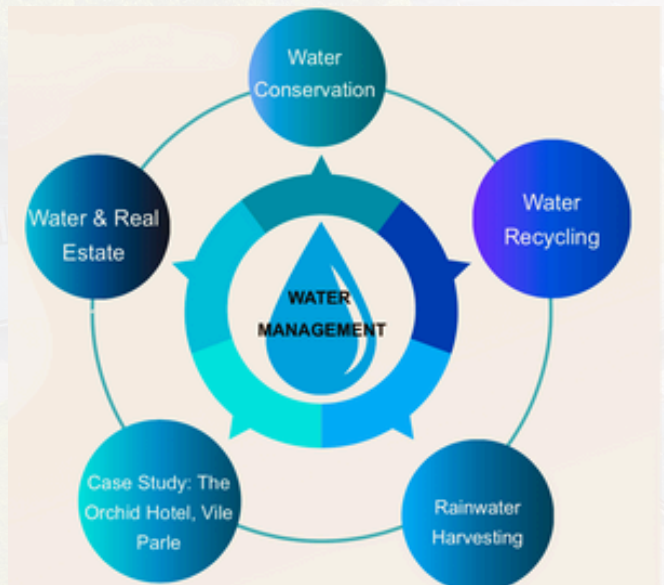 Water
Conservation
Water
Recycling
Rainwater
Harvesting
Case Study: The
Orchid Hotel, Vile
Parle
Water & Real
Estate
WATER
MANAGEMENT